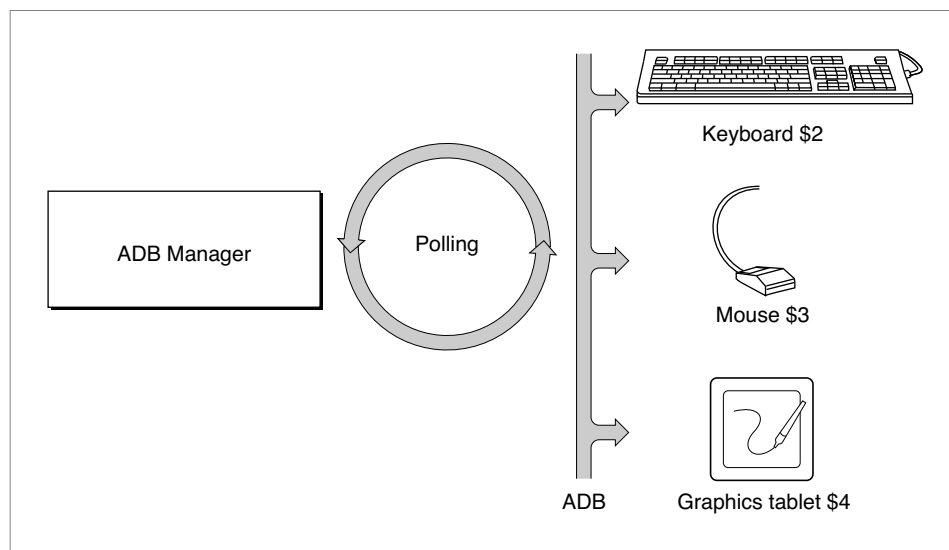 Keyboard $2
ADB Manager
Polling
Mouse $3
ADB
Graphics tablet $4